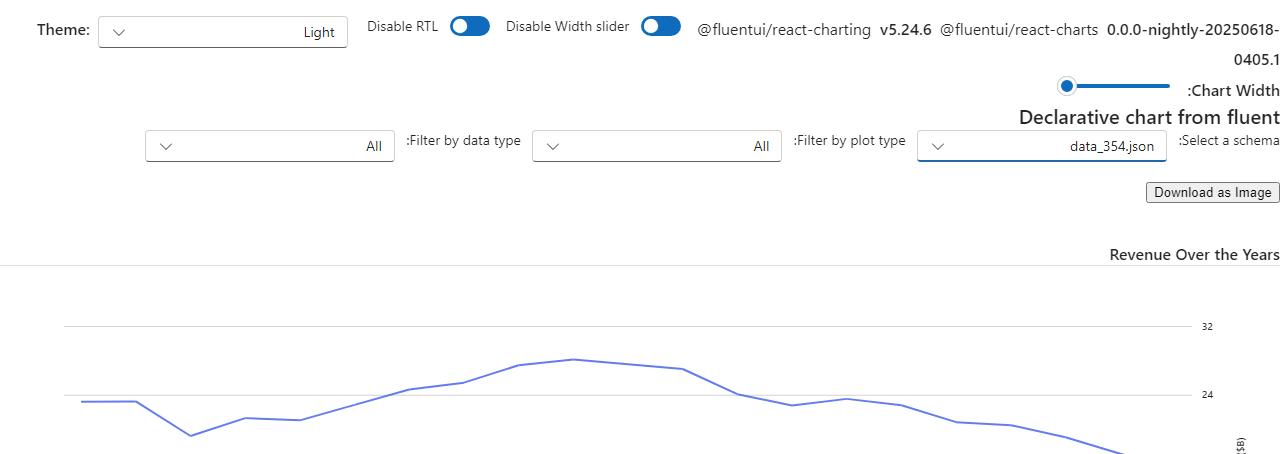 Theme: Light Disable RTL Disable Width slider @fluentui/react-charting v5.24.6 @fluentui/react-charts 0.0.0-nightly-20250618-
0405.1
:Chart Width
Declarative chart from fluent
:Select a schema data_354.json :Filter by plot type All :Filter by data type All
Download as Image
Revenue Over the Years
32
24
($B)